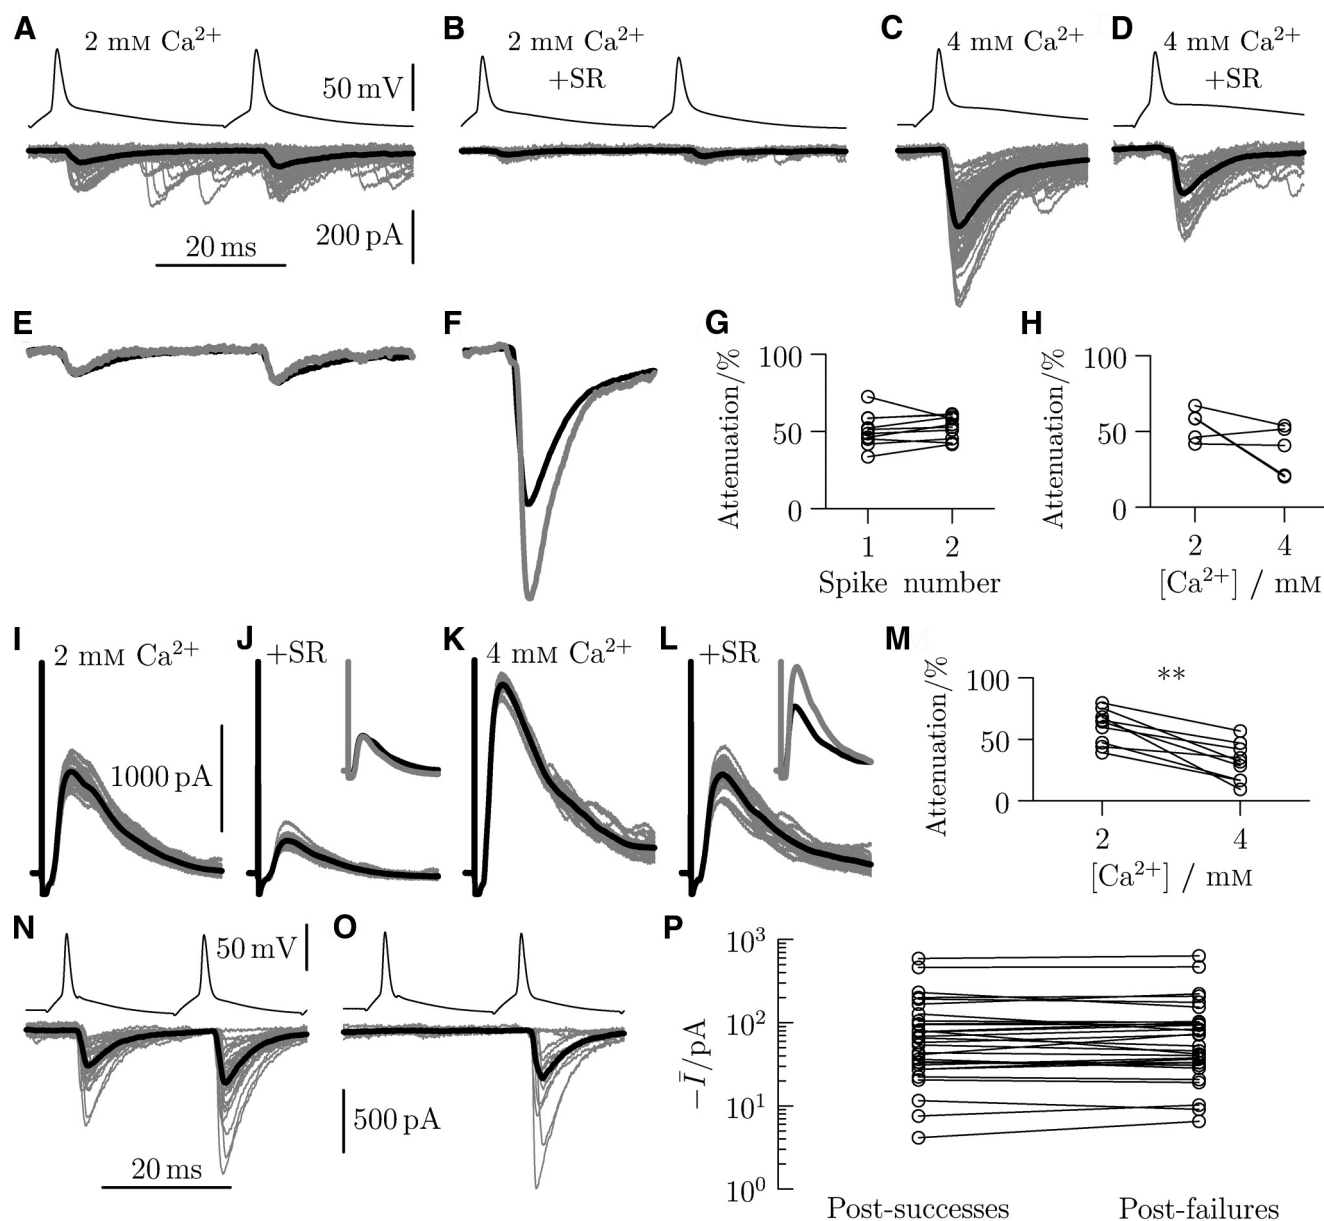 A
2 mM Ca²⁺
50 mV
200 pA
20 ms
B
2 mM Ca²⁺
+SR
C
4 mM Ca²⁺
D
4 mM Ca²⁺
+SR
E
F
G
Attenuation/%
100
50
0
1 2
Spike number
H
Attenuation/%
100
50
0
2 4
[Ca²⁺] / mM
I
2 mM Ca²⁺
1000 pA
J
+SR
K
4 mM Ca²⁺
L
+SR
M
Attenuation/%
**
100
50
0
2 4
[Ca²⁺] / mM
N
50 mV
20 ms
O
500 pA
P
−Ī/pA
10³
10²
10¹
10⁰
Post-successes Post-failures